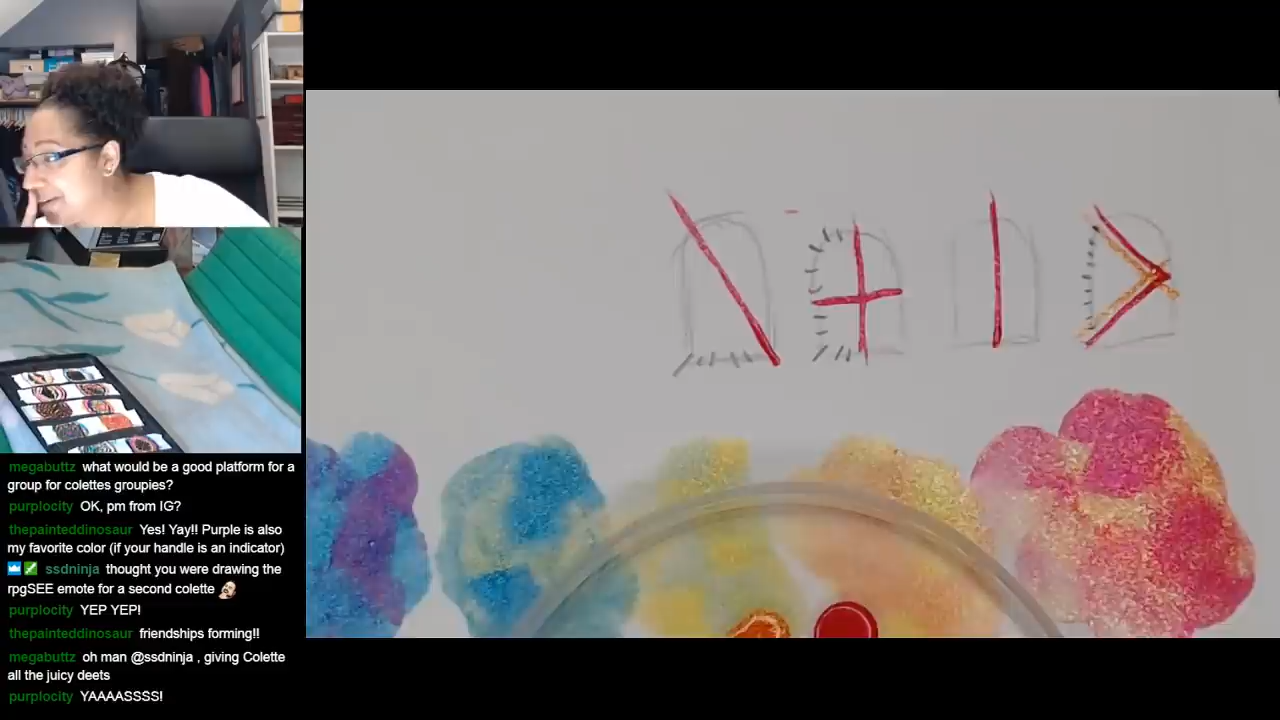 megabuttz what would be a good platform for a
group for colettes groupies?
purplocity OK, pm from IG?
thepainteddinosaur Yes! Yay!! Purple is also
my favorite color (if your handle is an indicator)
ssdninja thought you were drawing the
rpgSEE emote for a second colette
purplocity YEP YEP!
thepainteddinosaur friendships forming!!
megabuttz oh man @ssdninja , giving Colette
all the juicy deets
purplocity YAAAASSSS!